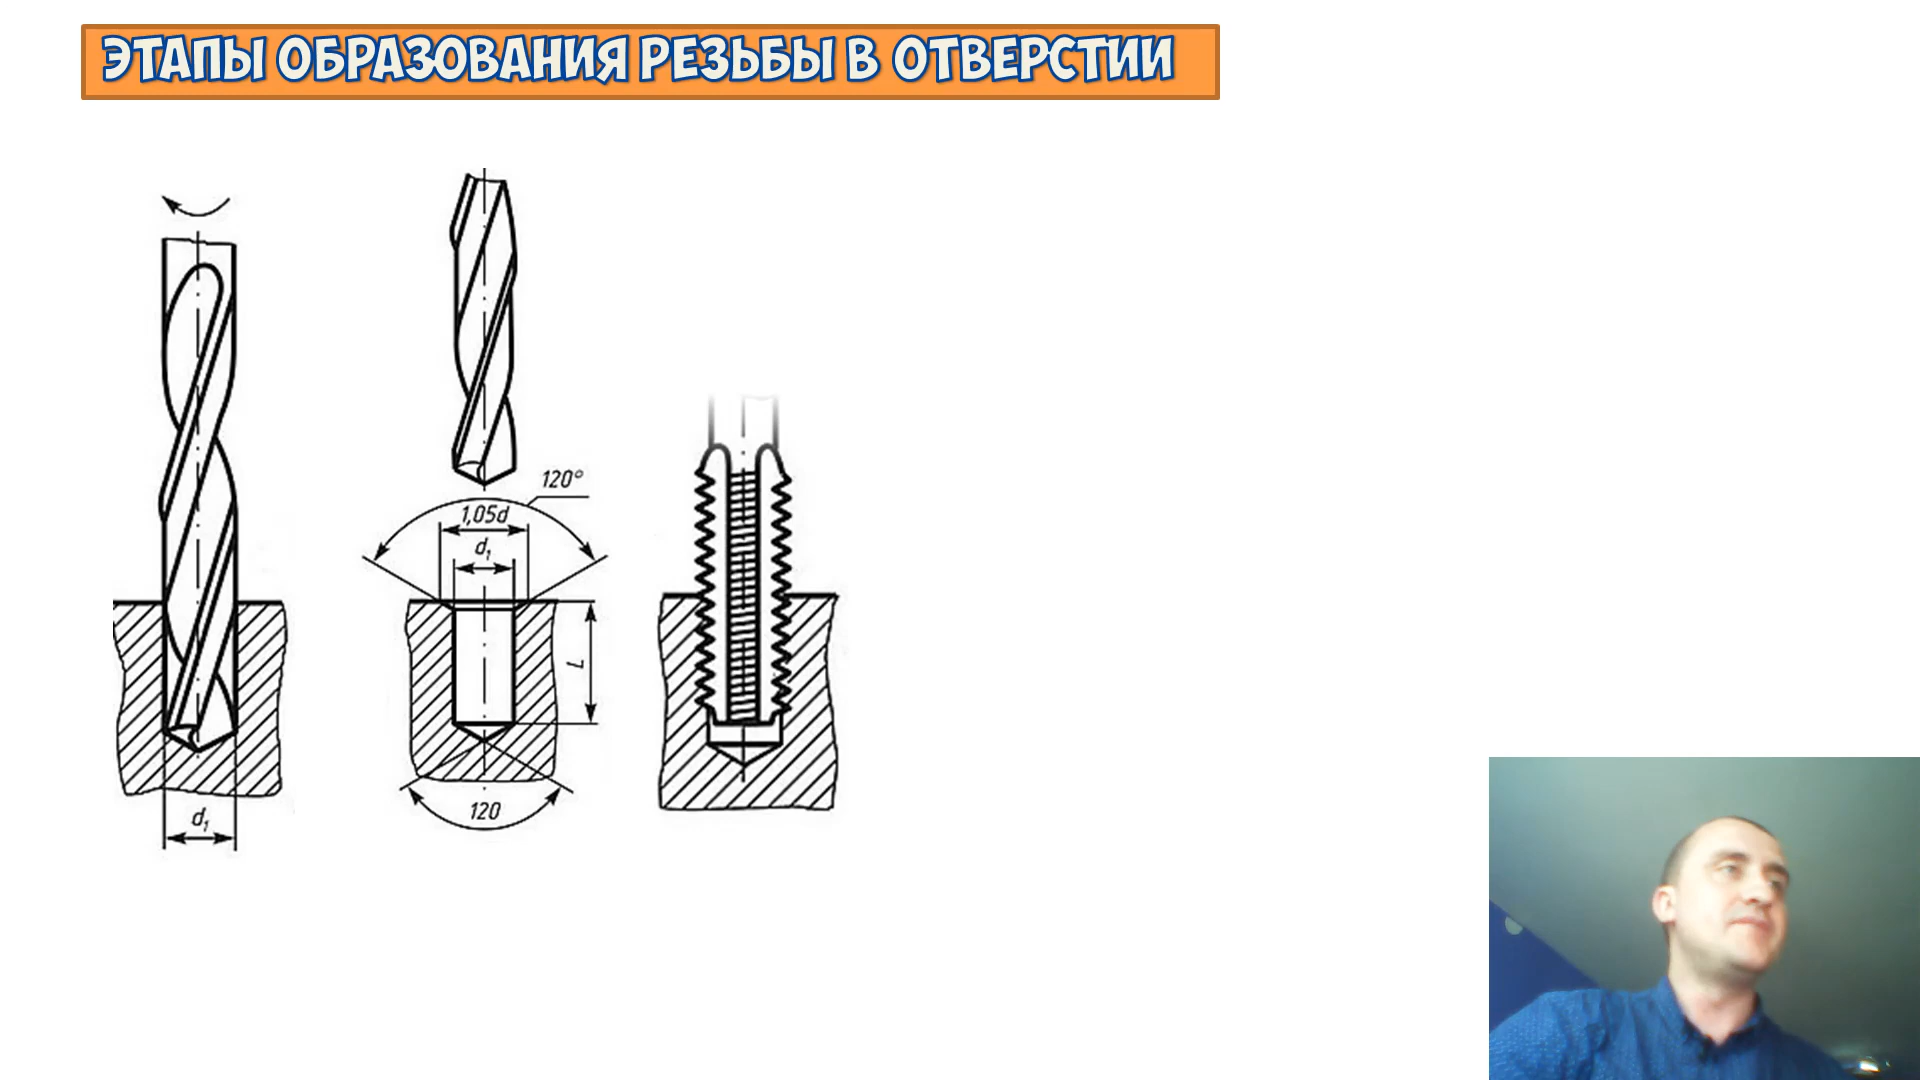 ЭТАПЫ ОБРАЗОВАНИЯ РЕЗЬБЫ В ОТВЕРСТИИ
120°
1,05d
d₁
L
120
d₁